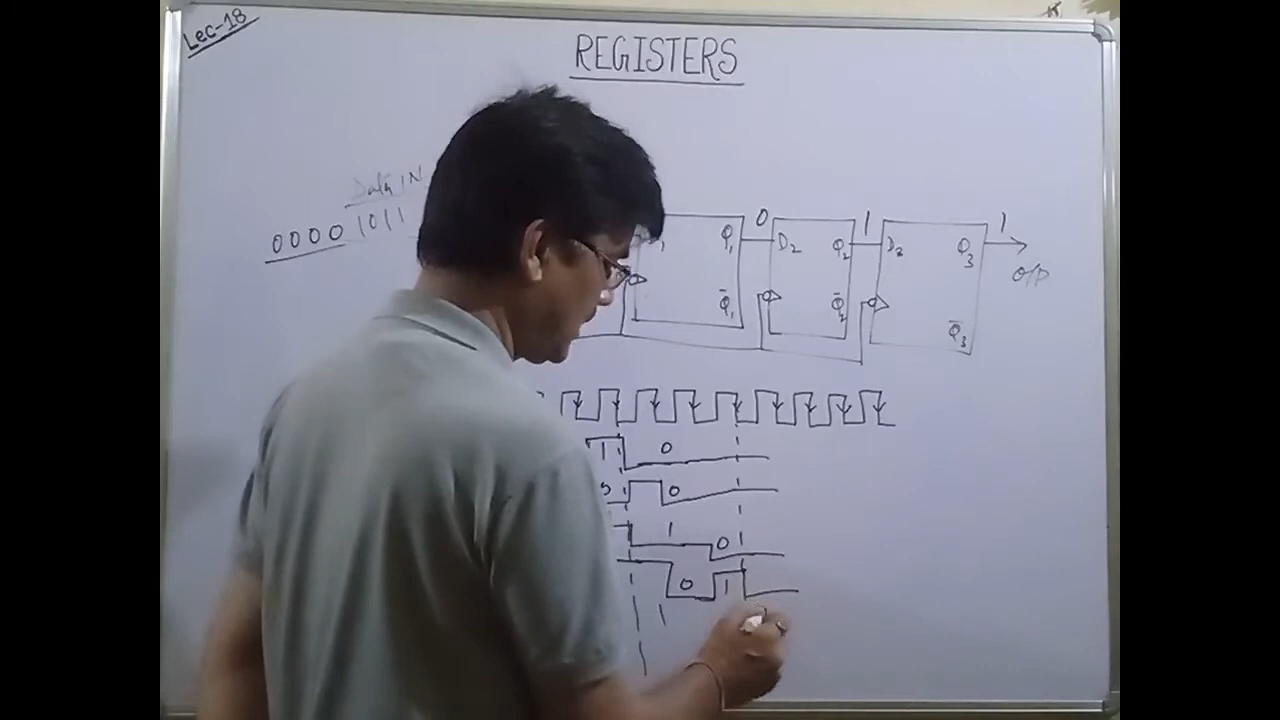 Lec-18
REGISTERS
Data IN
0000 1011
0 1 1
Q₁ D₂ Q₂ D₃ Q₃
O/P
Q̄₁ Q̄₂ Q̄₃
1 0
0
1 0
0 1